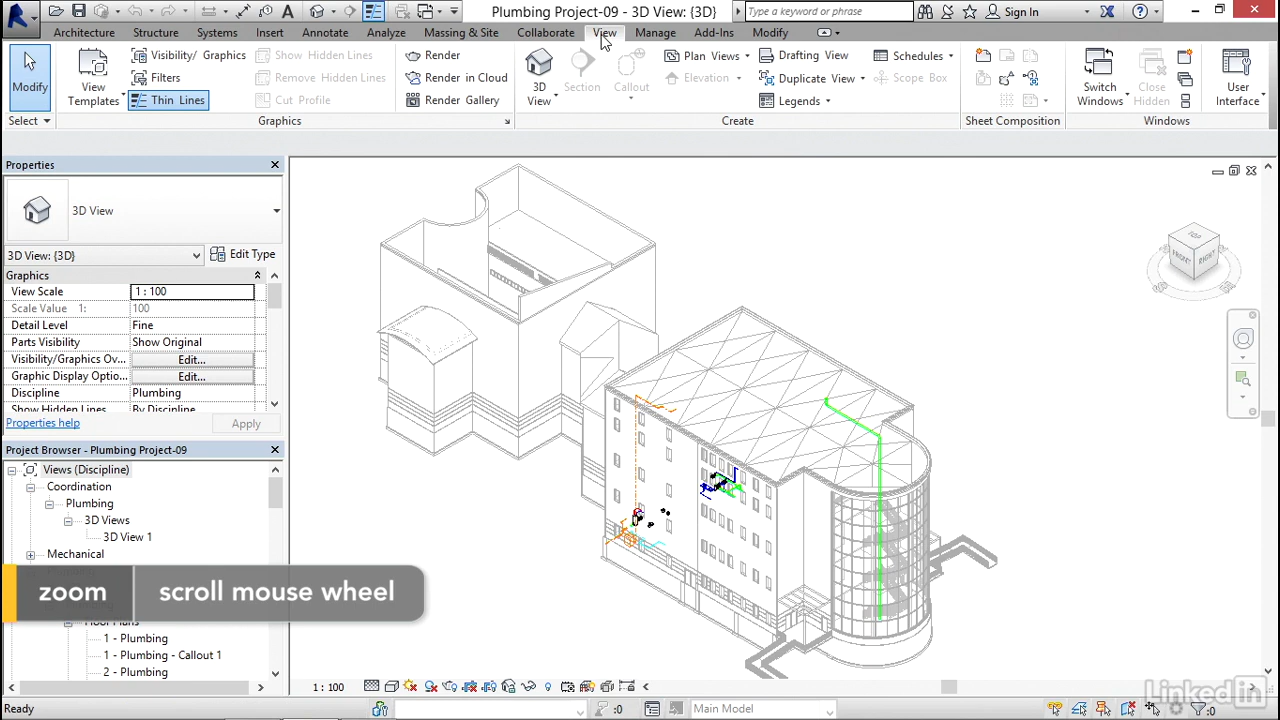 Plumbing Project-09 - 3D View: {3D}
Type a keyword or phrase
Sign In
Architecture Structure Systems Insert Annotate Analyze Massing & Site Collaborate View Manage Add-Ins Modify
Modify
Select
View Templates
Visibility/ Graphics
Filters
Thin Lines
Show Hidden Lines
Remove Hidden Lines
Cut Profile
Graphics
Render
Render in Cloud
Render Gallery
3D View
Section
Callout
Plan Views
Elevation
Drafting View
Duplicate View
Legends
Schedules
Scope Box
Create
Sheet Composition
Switch Windows
Close Hidden
User Interface
Windows
Properties
3D View
3D View: {3D}
Edit Type
Graphics
View Scale 1 : 100
Scale Value 1: 100
Detail Level Fine
Parts Visibility Show Original
Visibility/Graphics Ov... Edit...
Graphic Display Optio... Edit...
Discipline Plumbing
Show Hidden Lines By Discipline
Properties help
Apply
Project Browser - Plumbing Project-09
Views (Discipline)
Coordination
Plumbing
3D Views
3D View 1
Mechanical
zoom scroll mouse wheel
Floor Plans
1 - Plumbing
1 - Plumbing - Callout 1
2 - Plumbing
TOP
FRONT
RIGHT
1 : 100
Ready
:0
Main Model
:0
LinkedIn